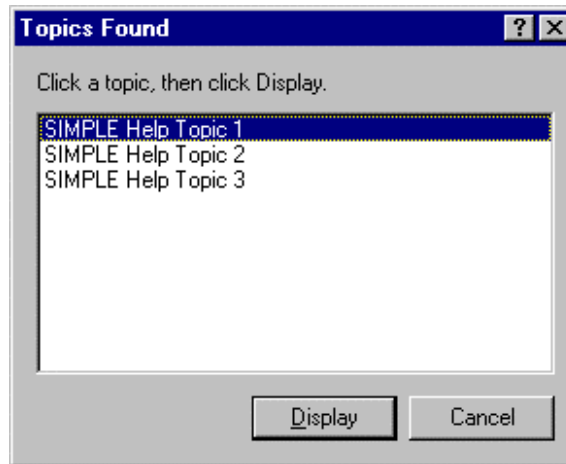 Topics Found
Click a topic, then click Display.
SIMPLE Help Topic 1
SIMPLE Help Topic 2
SIMPLE Help Topic 3
Display Cancel